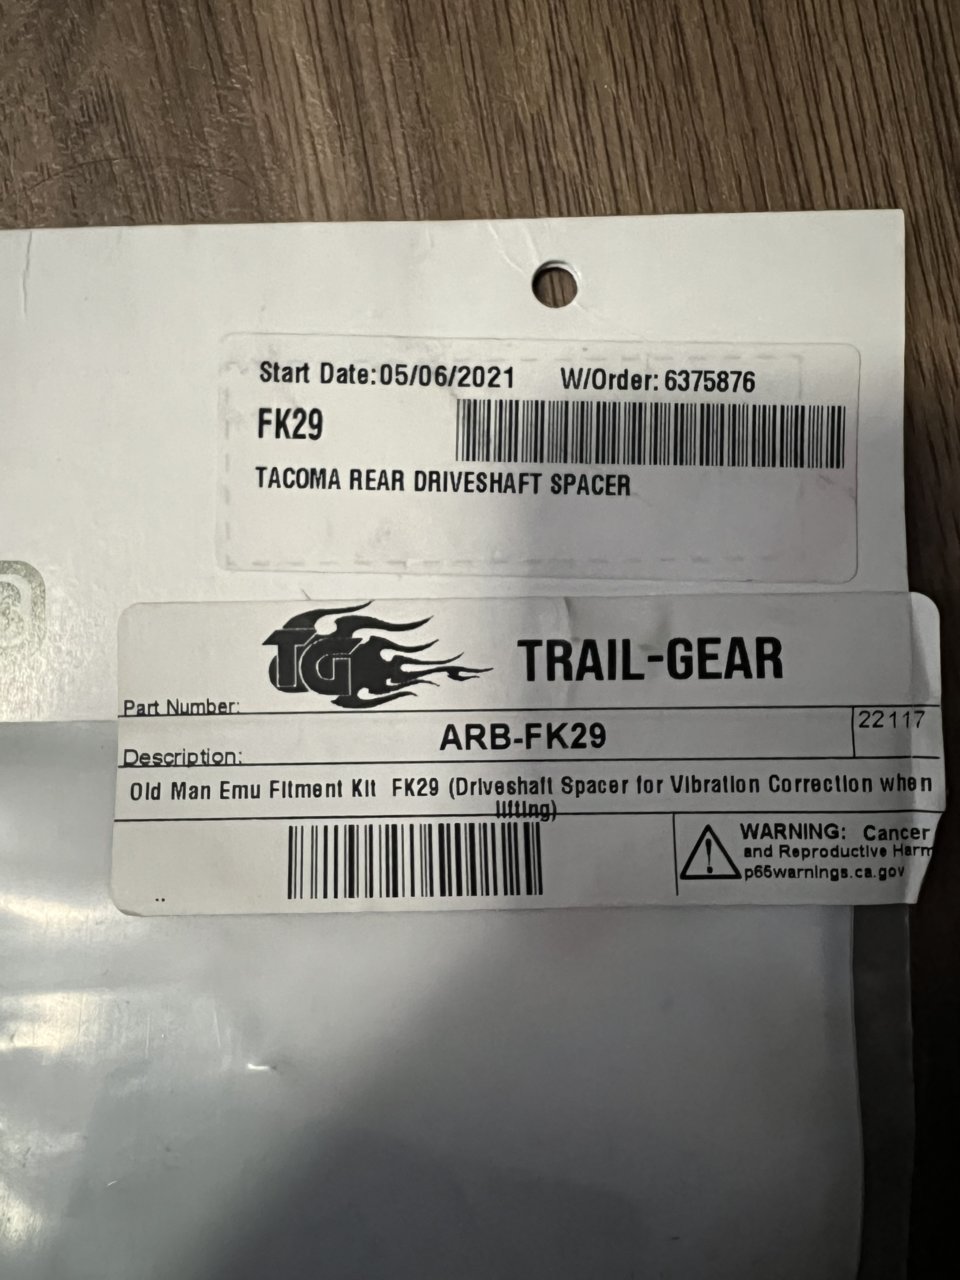 Start Date:05/06/2021 W/Order: 6375876
FK29
TACOMA REAR DRIVESHAFT SPACER
TG TRAIL-GEAR
Part Number:
ARB-FK29 22117
Description:
Old Man Emu Fitment Kit FK29 (Driveshaft Spacer for Vibration Correction when
lifting)
WARNING: Cancer
and Reproductive Harm
p65warnings.ca.gov
..